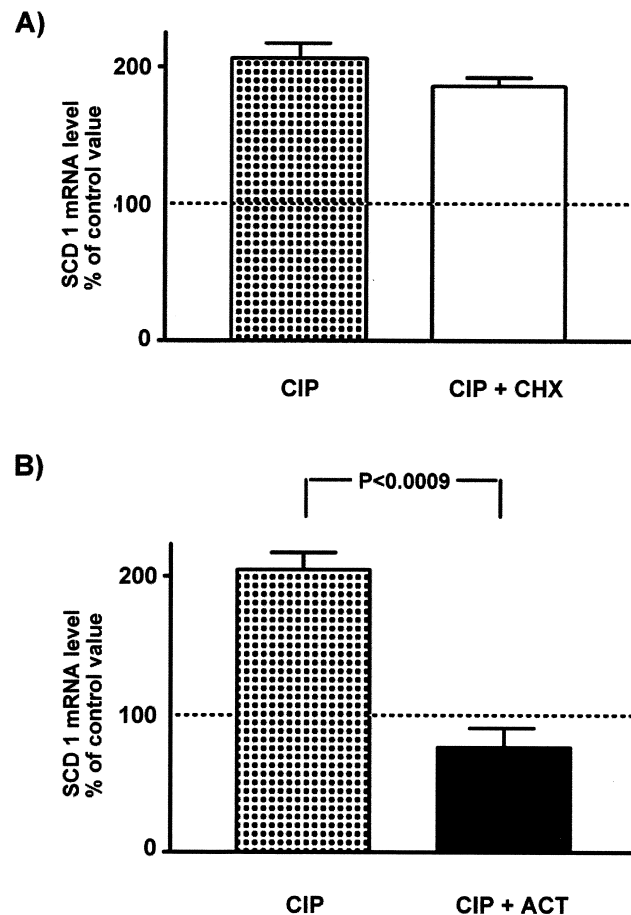 A)
SCD 1 mRNA level
% of control value
200
100
0
CIP
CIP + CHX
B)
P<0.0009
SCD 1 mRNA level
% of control value
200
100
0
CIP
CIP + ACT